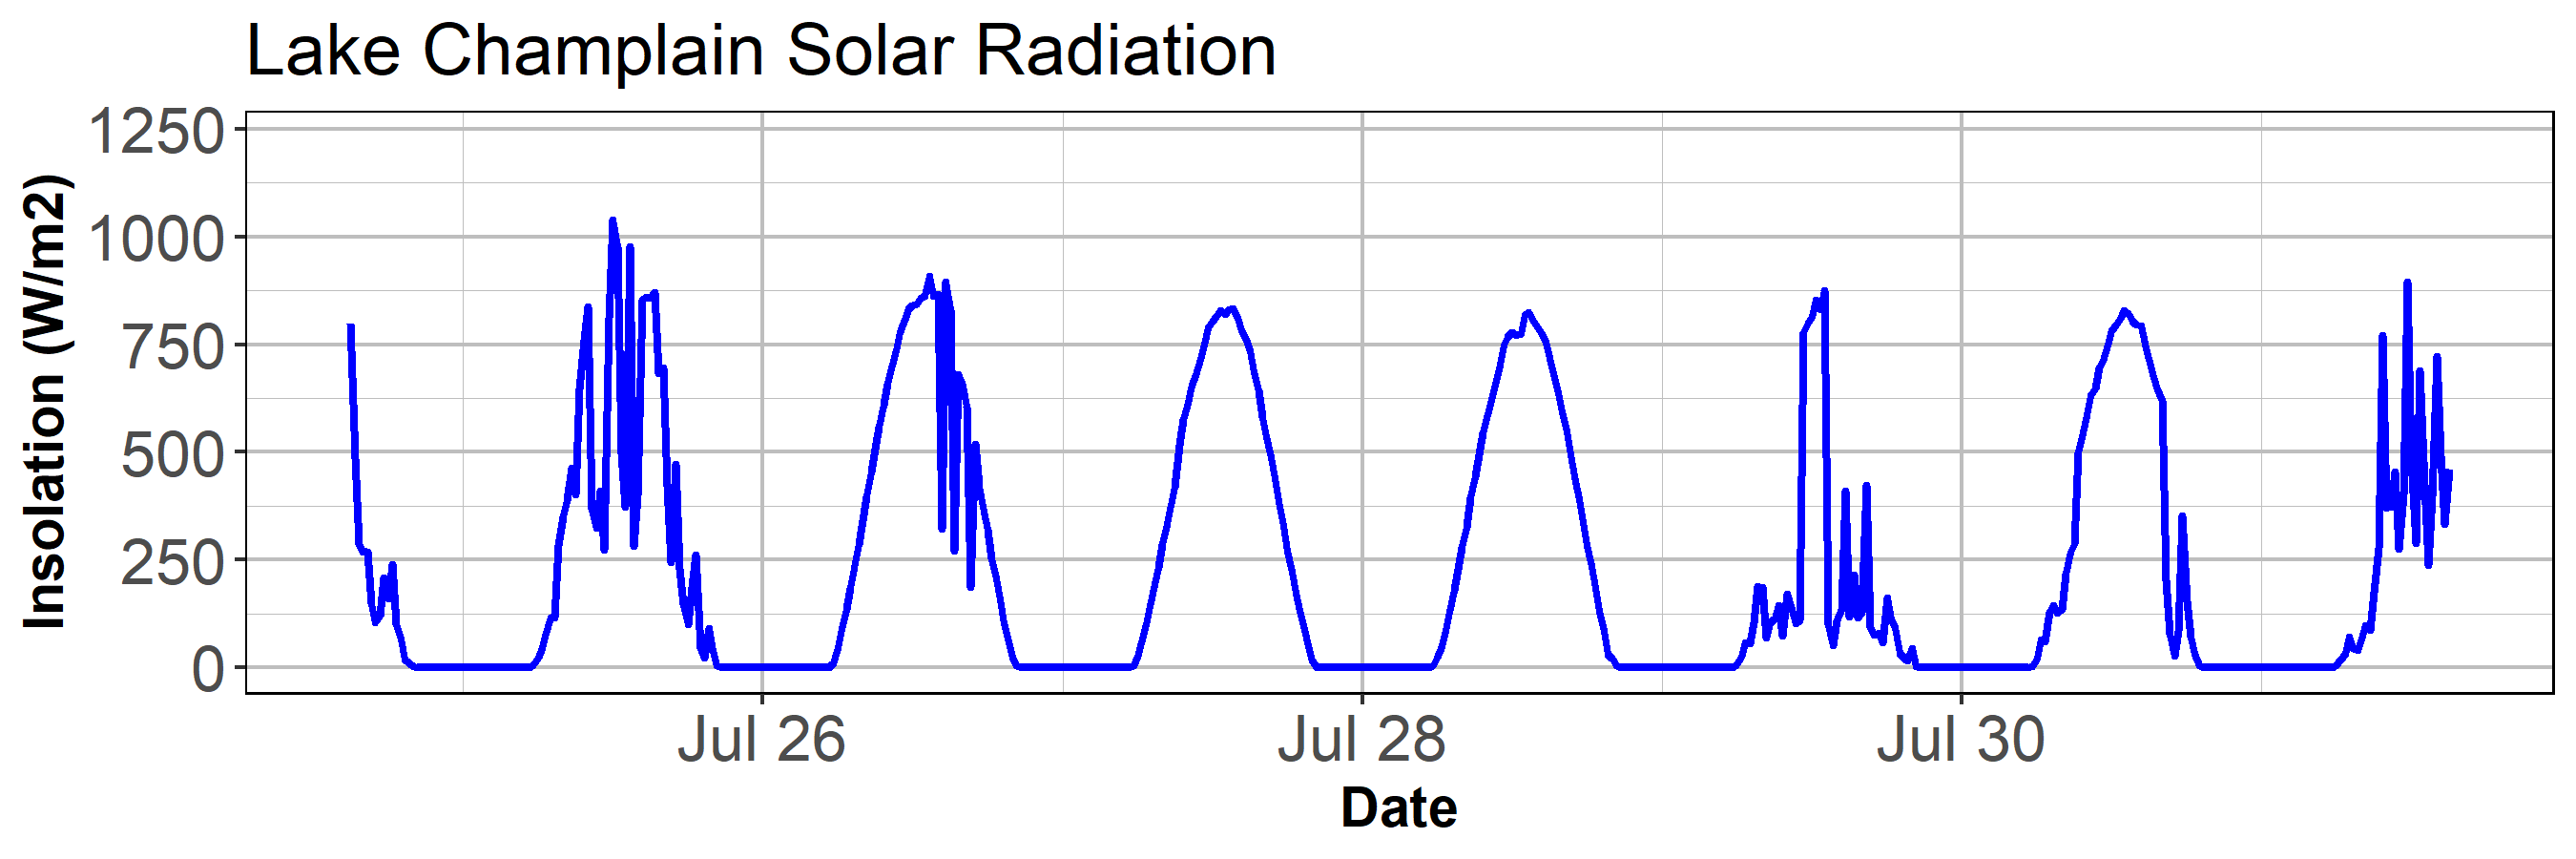 Lake Champlain Solar Radiation
Insolation (W/m2)
1250
1000
750
500
250
0
Jul 26
Jul 28
Jul 30
Date